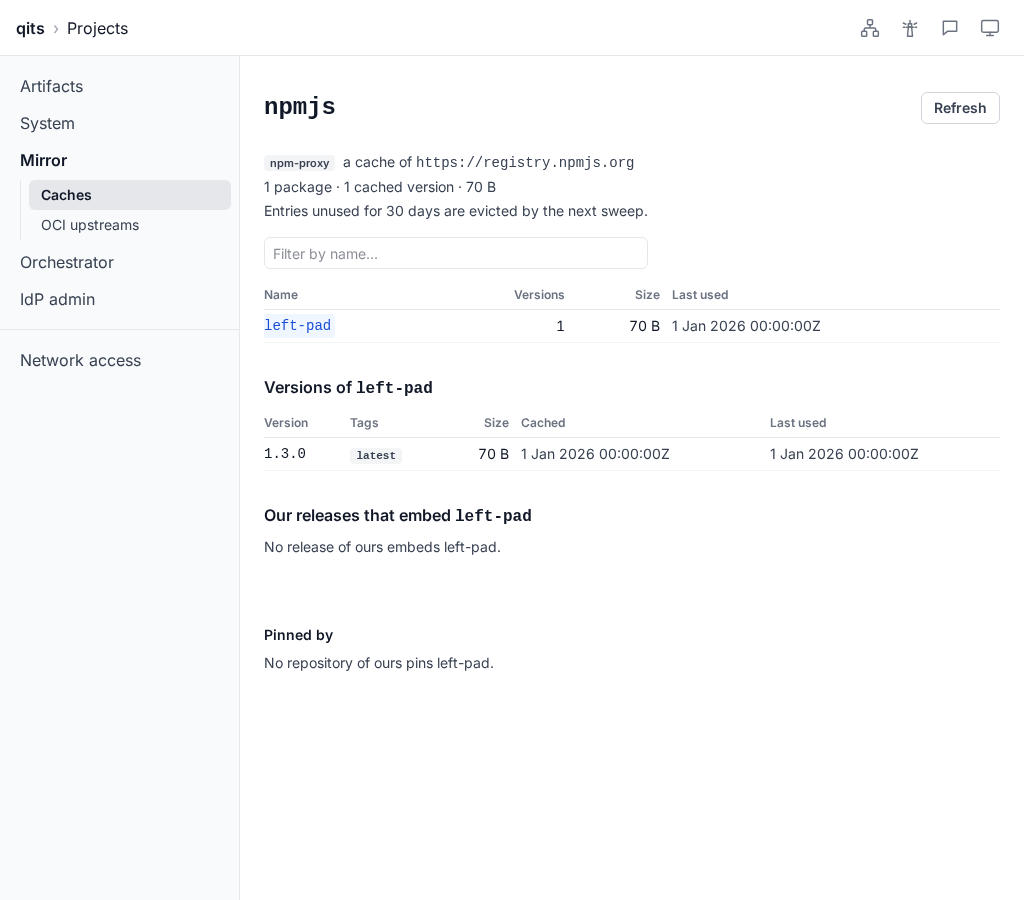 qits › Projects
Artifacts
System
Mirror
Caches
OCI upstreams
Orchestrator
IdP admin
Network access
npmjs
Refresh
npm-proxy a cache of https://registry.npmjs.org
1 package · 1 cached version · 70 B
Entries unused for 30 days are evicted by the next sweep.
Filter by name...
Name Versions Size Last used
left-pad 1 70 B 1 Jan 2026 00:00:00Z
Versions of left-pad
Version Tags Size Cached Last used
1.3.0 latest 70 B 1 Jan 2026 00:00:00Z 1 Jan 2026 00:00:00Z
Our releases that embed left-pad
No release of ours embeds left-pad.
Pinned by
No repository of ours pins left-pad.